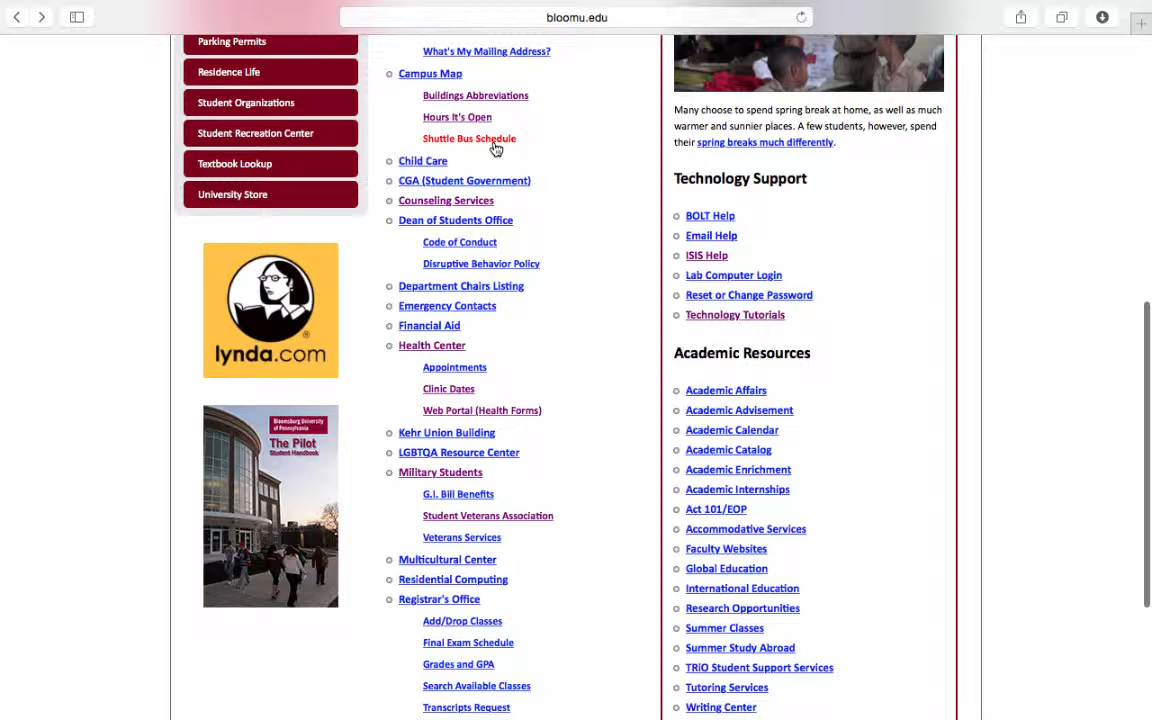 bloomu.edu
Parking Permits
Residence Life
Student Organizations
Student Recreation Center
Textbook Lookup
University Store
lynda.com
Bloomsburg University
of Pennsylvania
The Pilot
Student Handbook
What's My Mailing Address?
Campus Map
Buildings Abbreviations
Hours It's Open
Shuttle Bus Schedule
Child Care
CGA (Student Government)
Counseling Services
Dean of Students Office
Code of Conduct
Disruptive Behavior Policy
Department Chairs Listing
Emergency Contacts
Financial Aid
Health Center
Appointments
Clinic Dates
Web Portal (Health Forms)
Kehr Union Building
LGBTQA Resource Center
Military Students
G.I. Bill Benefits
Student Veterans Association
Veterans Services
Multicultural Center
Residential Computing
Registrar's Office
Add/Drop Classes
Final Exam Schedule
Grades and GPA
Search Available Classes
Transcripts Request
Many choose to spend spring break at home, as well as much
warmer and sunnier places. A few students, however, spend
their spring breaks much differently.
Technology Support
BOLT Help
Email Help
ISIS Help
Lab Computer Login
Reset or Change Password
Technology Tutorials
Academic Resources
Academic Affairs
Academic Advisement
Academic Calendar
Academic Catalog
Academic Enrichment
Academic Internships
Act 101/EOP
Accommodative Services
Faculty Websites
Global Education
International Education
Research Opportunities
Summer Classes
Summer Study Abroad
TRiO Student Support Services
Tutoring Services
Writing Center